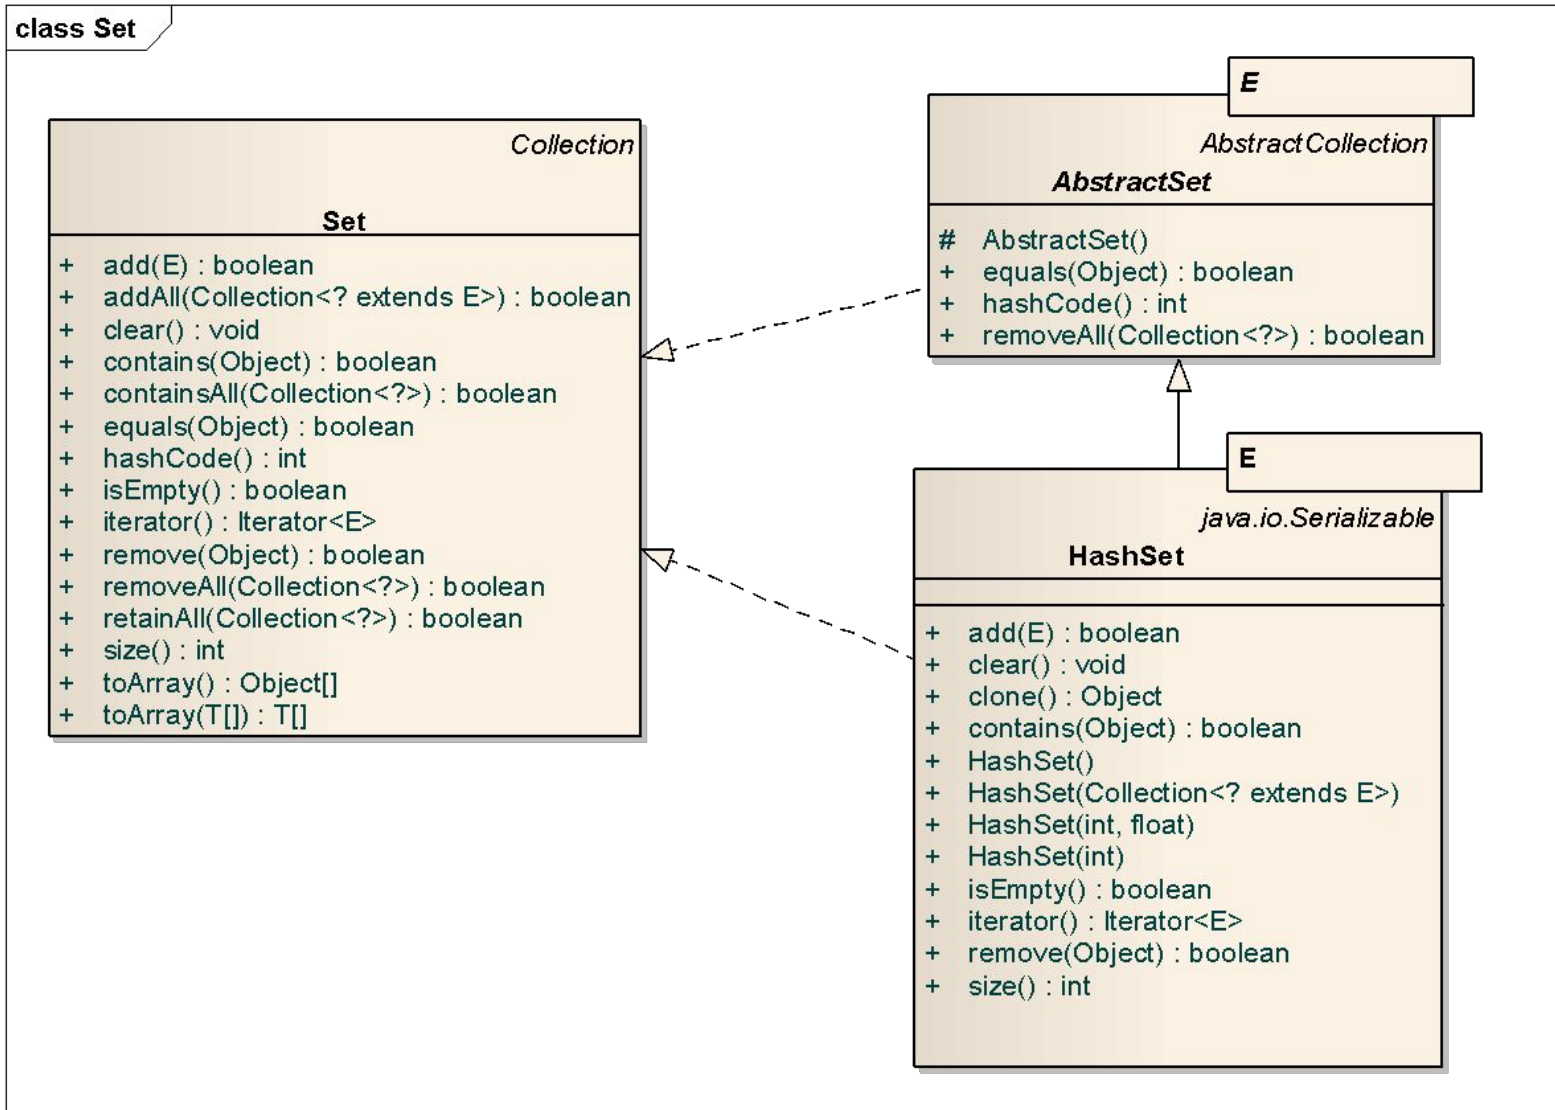 class Set
Collection
Set
+ add(E) : boolean
+ addAll(Collection<? extends E>) : boolean
+ clear() : void
+ contains(Object) : boolean
+ containsAll(Collection<?>) : boolean
+ equals(Object) : boolean
+ hashCode() : int
+ isEmpty() : boolean
+ iterator() : Iterator<E>
+ remove(Object) : boolean
+ removeAll(Collection<?>) : boolean
+ retainAll(Collection<?>) : boolean
+ size() : int
+ toArray() : Object[]
+ toArray(T[]) : T[]
E
AbstractCollection
AbstractSet
# AbstractSet()
+ equals(Object) : boolean
+ hashCode() : int
+ removeAll(Collection<?>) : boolean
E
java.io.Serializable
HashSet
+ add(E) : boolean
+ clear() : void
+ clone() : Object
+ contains(Object) : boolean
+ HashSet()
+ HashSet(Collection<? extends E>)
+ HashSet(int, float)
+ HashSet(int)
+ isEmpty() : boolean
+ iterator() : Iterator<E>
+ remove(Object) : boolean
+ size() : int